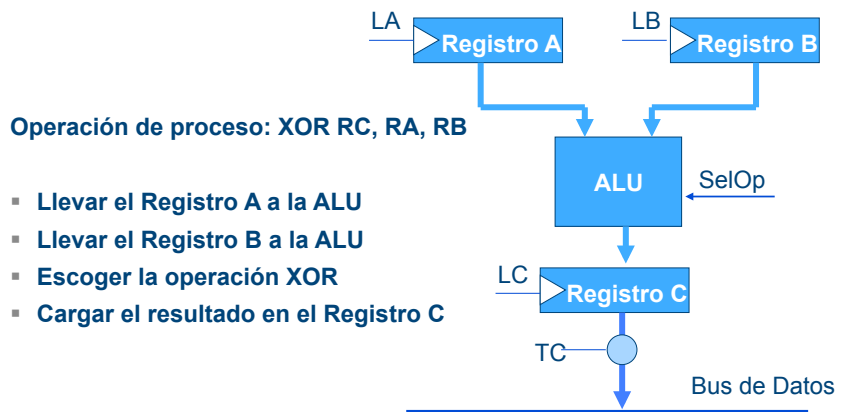 LA
Registro A
LB
Registro B
Operación de proceso: XOR RC, RA, RB
▪ Llevar el Registro A a la ALU
▪ Llevar el Registro B a la ALU
▪ Escoger la operación XOR
▪ Cargar el resultado en el Registro C
ALU
SelOp
LC
Registro C
TC
Bus de Datos